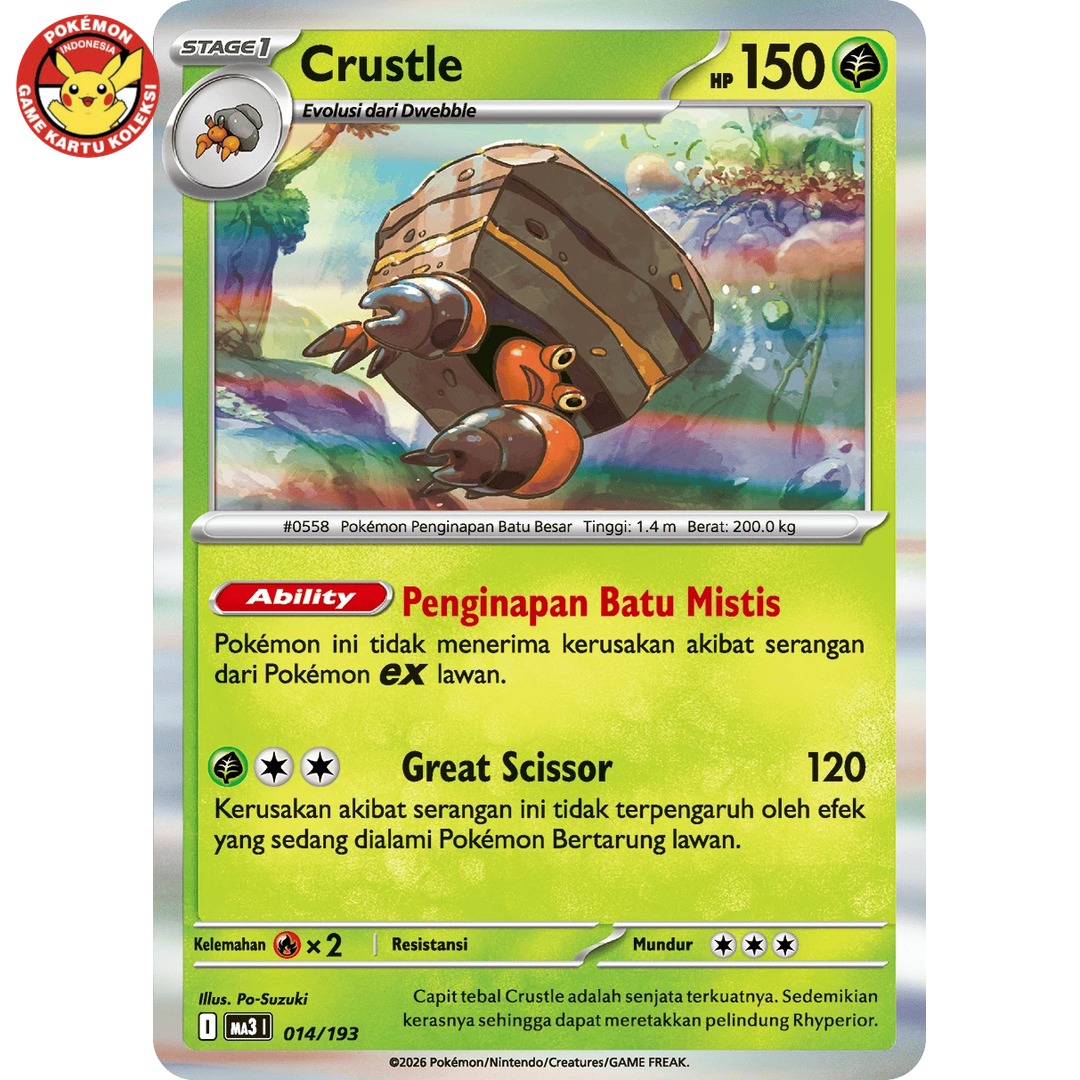 POKÉMON
INDONESIA
GAME KARTU KOLEKSI
STAGE1
Crustle
HP 150
Evolusi dari Dwebble
#0558 Pokémon Penginapan Batu Besar Tinggi: 1.4 m Berat: 200.0 kg
Ability Penginapan Batu Mistis
Pokémon ini tidak menerima kerusakan akibat serangan
dari Pokémon ex lawan.
Great Scissor 120
Kerusakan akibat serangan ini tidak terpengaruh oleh efek
yang sedang dialami Pokémon Bertarung lawan.
Kelemahan ×2 Resistansi Mundur
Illus. Po-Suzuki
Capit tebal Crustle adalah senjata terkuatnya. Sedemikian
kerasnya sehingga dapat meretakkan pelindung Rhyperior.
I MA3 I 014/193
©2026 Pokémon/Nintendo/Creatures/GAME FREAK.